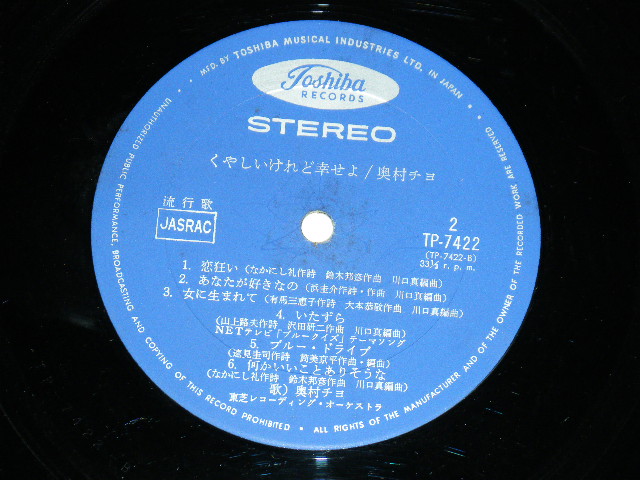 MFD. BY TOSHIBA MUSICAL INDUSTRIES LTD. IN JAPAN
Toshiba
RECORDS
STEREO
くやしいけれど幸せよ/奥村チヨ
流行歌
JASRAC
2
TP-7422
(TP-7422-B)
33⅓ r. p. m.
1. 恋狂い (なかにし礼作詩 鈴木邦彦作曲 川口真編曲)
2. あなたが好きなの (浜圭介作詩・作曲 川口真編曲)
3. 女に生まれて (有馬三恵子作詩 大本恭敬作曲 川口真編曲)
4. いたずら
(山上路夫作詩 沢田研二作曲 川口真編曲)
NETテレビ「ブルークイズ」テーマソング
5. ブルー・ドライブ
(逺見圭司作詩 筒美京平作曲・編曲)
6. 何かいいことありそうな
(なかにし礼作詩 鈴木邦彦作曲 川口真編曲)
歌) 奥村チヨ
東芝レコーディング・オーケストラ
UNAUTHORIZED PUBLIC PERFORMANCE, BROADCASTING AND COPYING OF THIS RECORD PROHIBITED • ALL RIGHTS OF THE MANUFACTURER AND OF THE OWNER OF THE RECORDED WORK ARE RESERVED